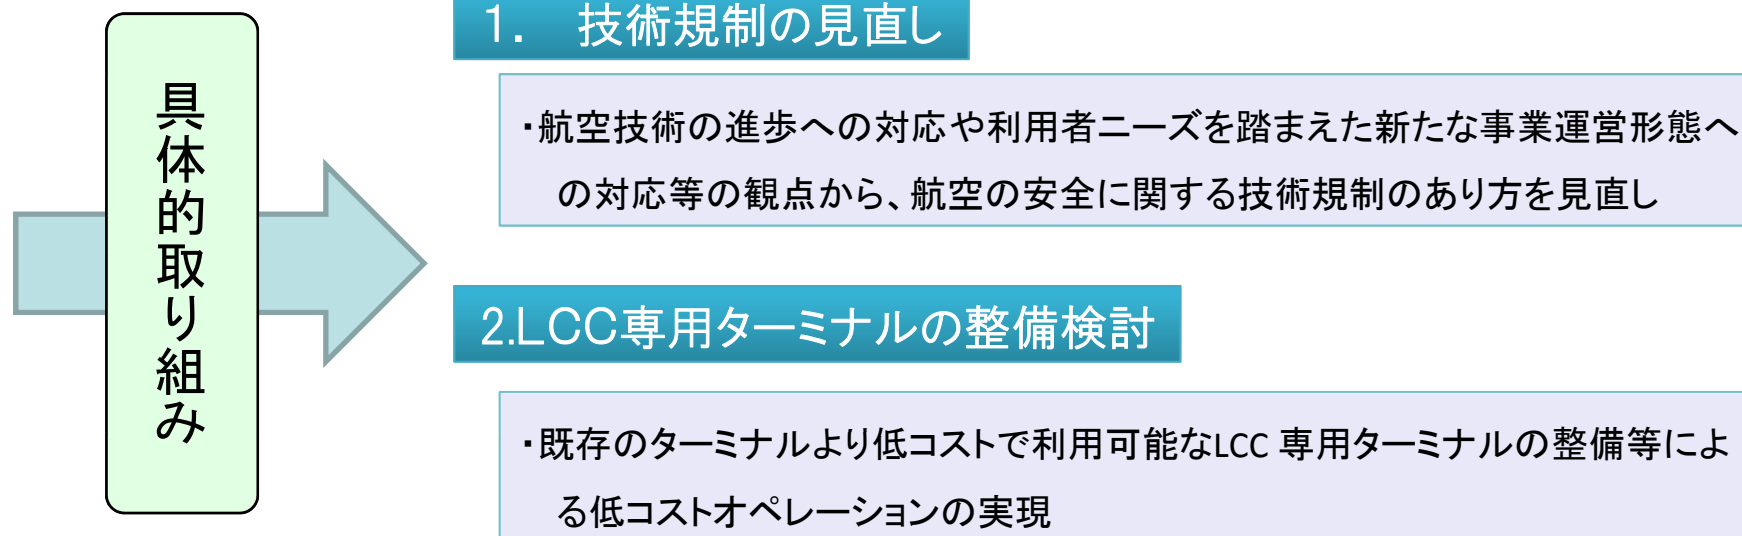 具体的取り組み
1.　技術規制の見直し
・航空技術の進歩への対応や利用者ニーズを踏まえた新たな事業運営形態へ
の対応等の観点から、航空の安全に関する技術規制のあり方を見直し
2.LCC専用ターミナルの整備検討
・既存のターミナルより低コストで利用可能なLCC 専用ターミナルの整備等によ
る低コストオペレーションの実現